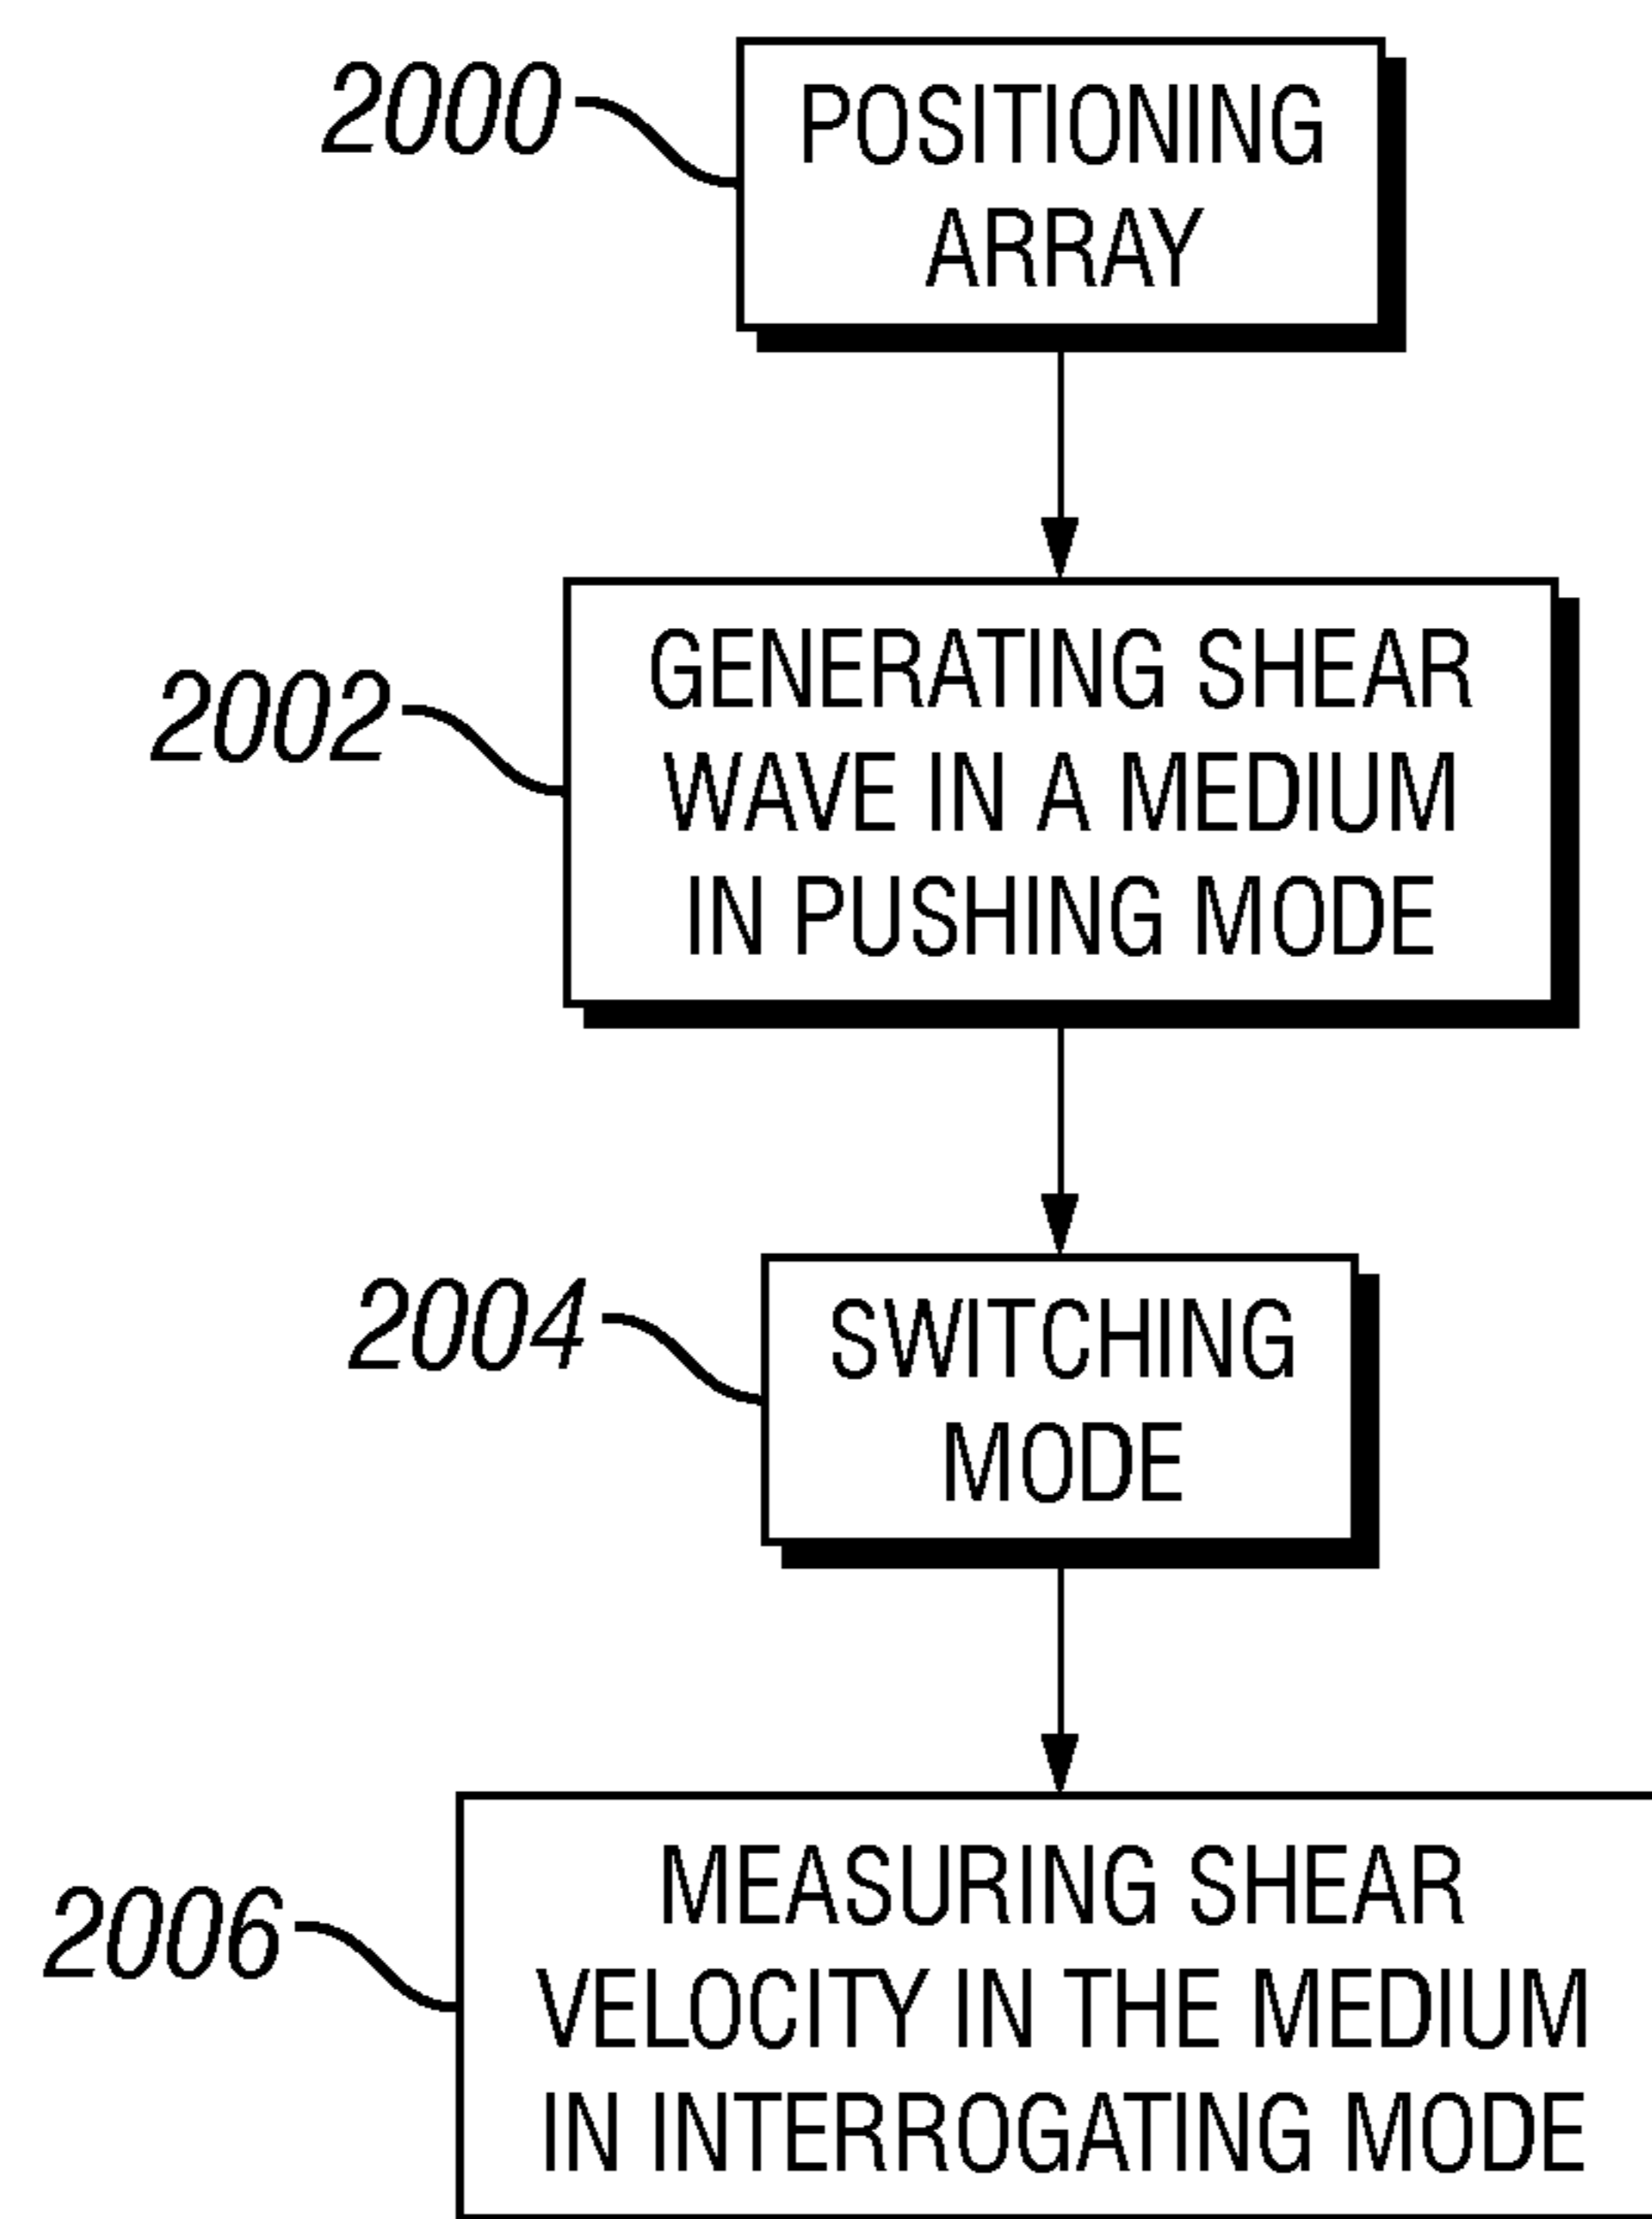 2000
POSITIONING
ARRAY
2002
GENERATING SHEAR
WAVE IN A MEDIUM
IN PUSHING MODE
2004
SWITCHING
MODE
2006
MEASURING SHEAR
VELOCITY IN THE MEDIUM
IN INTERROGATING MODE